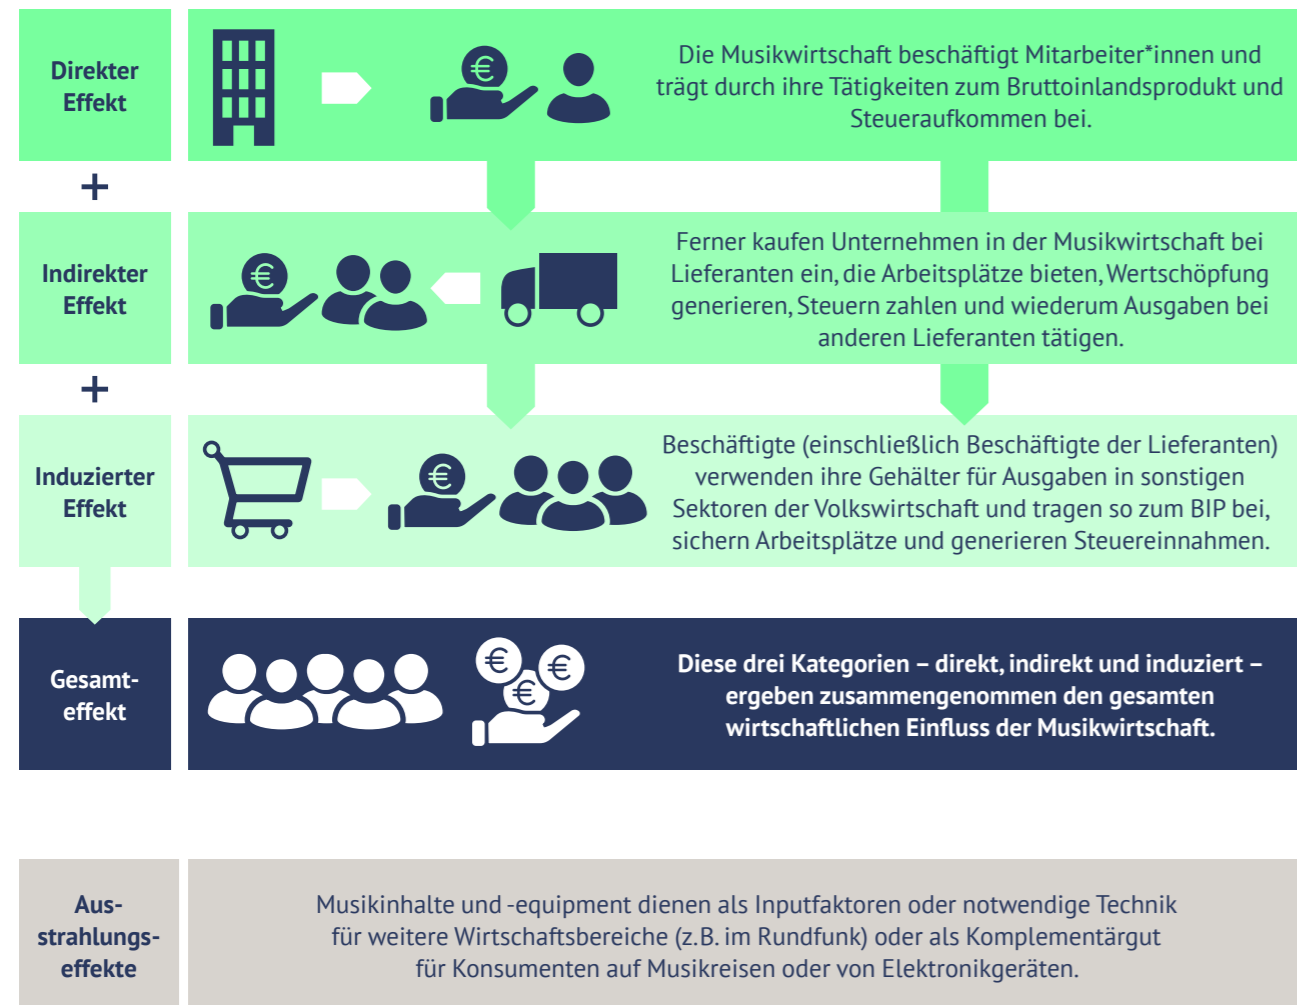 Direkter
Effekt
€
Die Musikwirtschaft beschäftigt Mitarbeiter*innen und
trägt durch ihre Tätigkeiten zum Bruttoinlandsprodukt und
Steueraufkommen bei.
+
Indirekter
Effekt
€
Ferner kaufen Unternehmen in der Musikwirtschaft bei
Lieferanten ein, die Arbeitsplätze bieten, Wertschöpfung
generieren, Steuern zahlen und wiederum Ausgaben bei
anderen Lieferanten tätigen.
+
Induzierter
Effekt
€
Beschäftigte (einschließlich Beschäftigte der Lieferanten)
verwenden ihre Gehälter für Ausgaben in sonstigen
Sektoren der Volkswirtschaft und tragen so zum BIP bei,
sichern Arbeitsplätze und generieren Steuereinnahmen.
Gesamt-
effekt
€ € €
Diese drei Kategorien – direkt, indirekt und induziert –
ergeben zusammengenommen den gesamten
wirtschaftlichen Einfluss der Musikwirtschaft.
Aus-
strahlungs-
effekte
Musikinhalte und -equipment dienen als Inputfaktoren oder notwendige Technik
für weitere Wirtschaftsbereiche (z.B. im Rundfunk) oder als Komplementärgut
für Konsumenten auf Musikreisen oder von Elektronikgeräten.